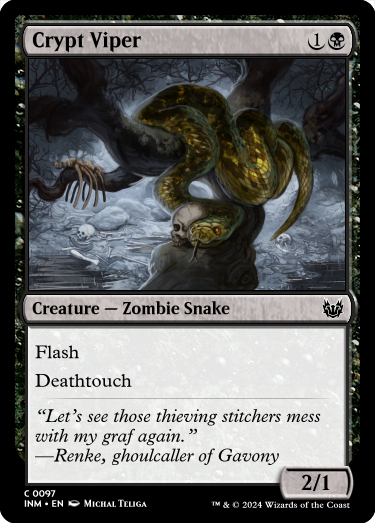 Crypt Viper 1
Creature — Zombie Snake
Flash
Deathtouch
“Let’s see those thieving stitchers mess
with my graf again.”
—Renke, ghoulcaller of Gavony
2/1
C 0097
INM • EN Michal Teliga
™ & © 2024 Wizards of the Coast